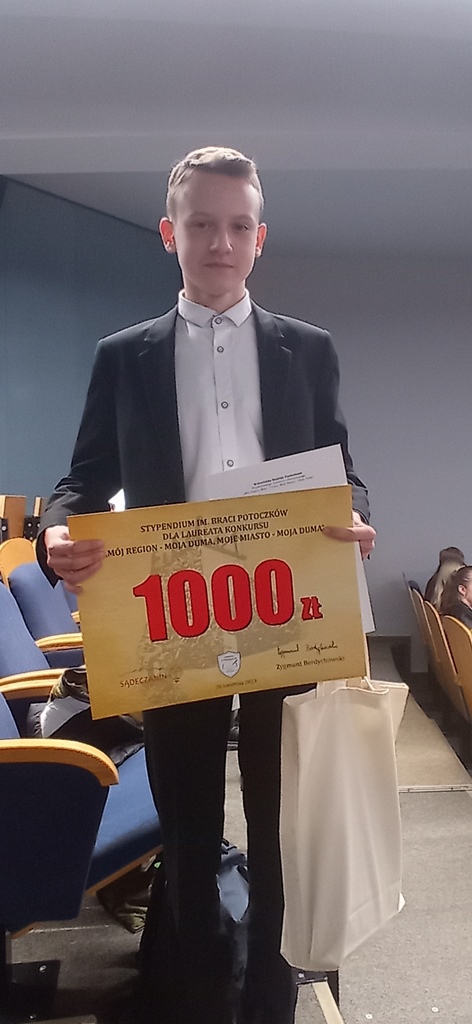 STYPENDIUM IM. BRACI POTOCZKÓW
DLA LAUREATA KONKURSU
„MÓJ REGION - MOJA DUMA, MOJE MIASTO - MOJA DUMA"
1000 zł
Zygmunt Berdychowski
SĄDECZANIN